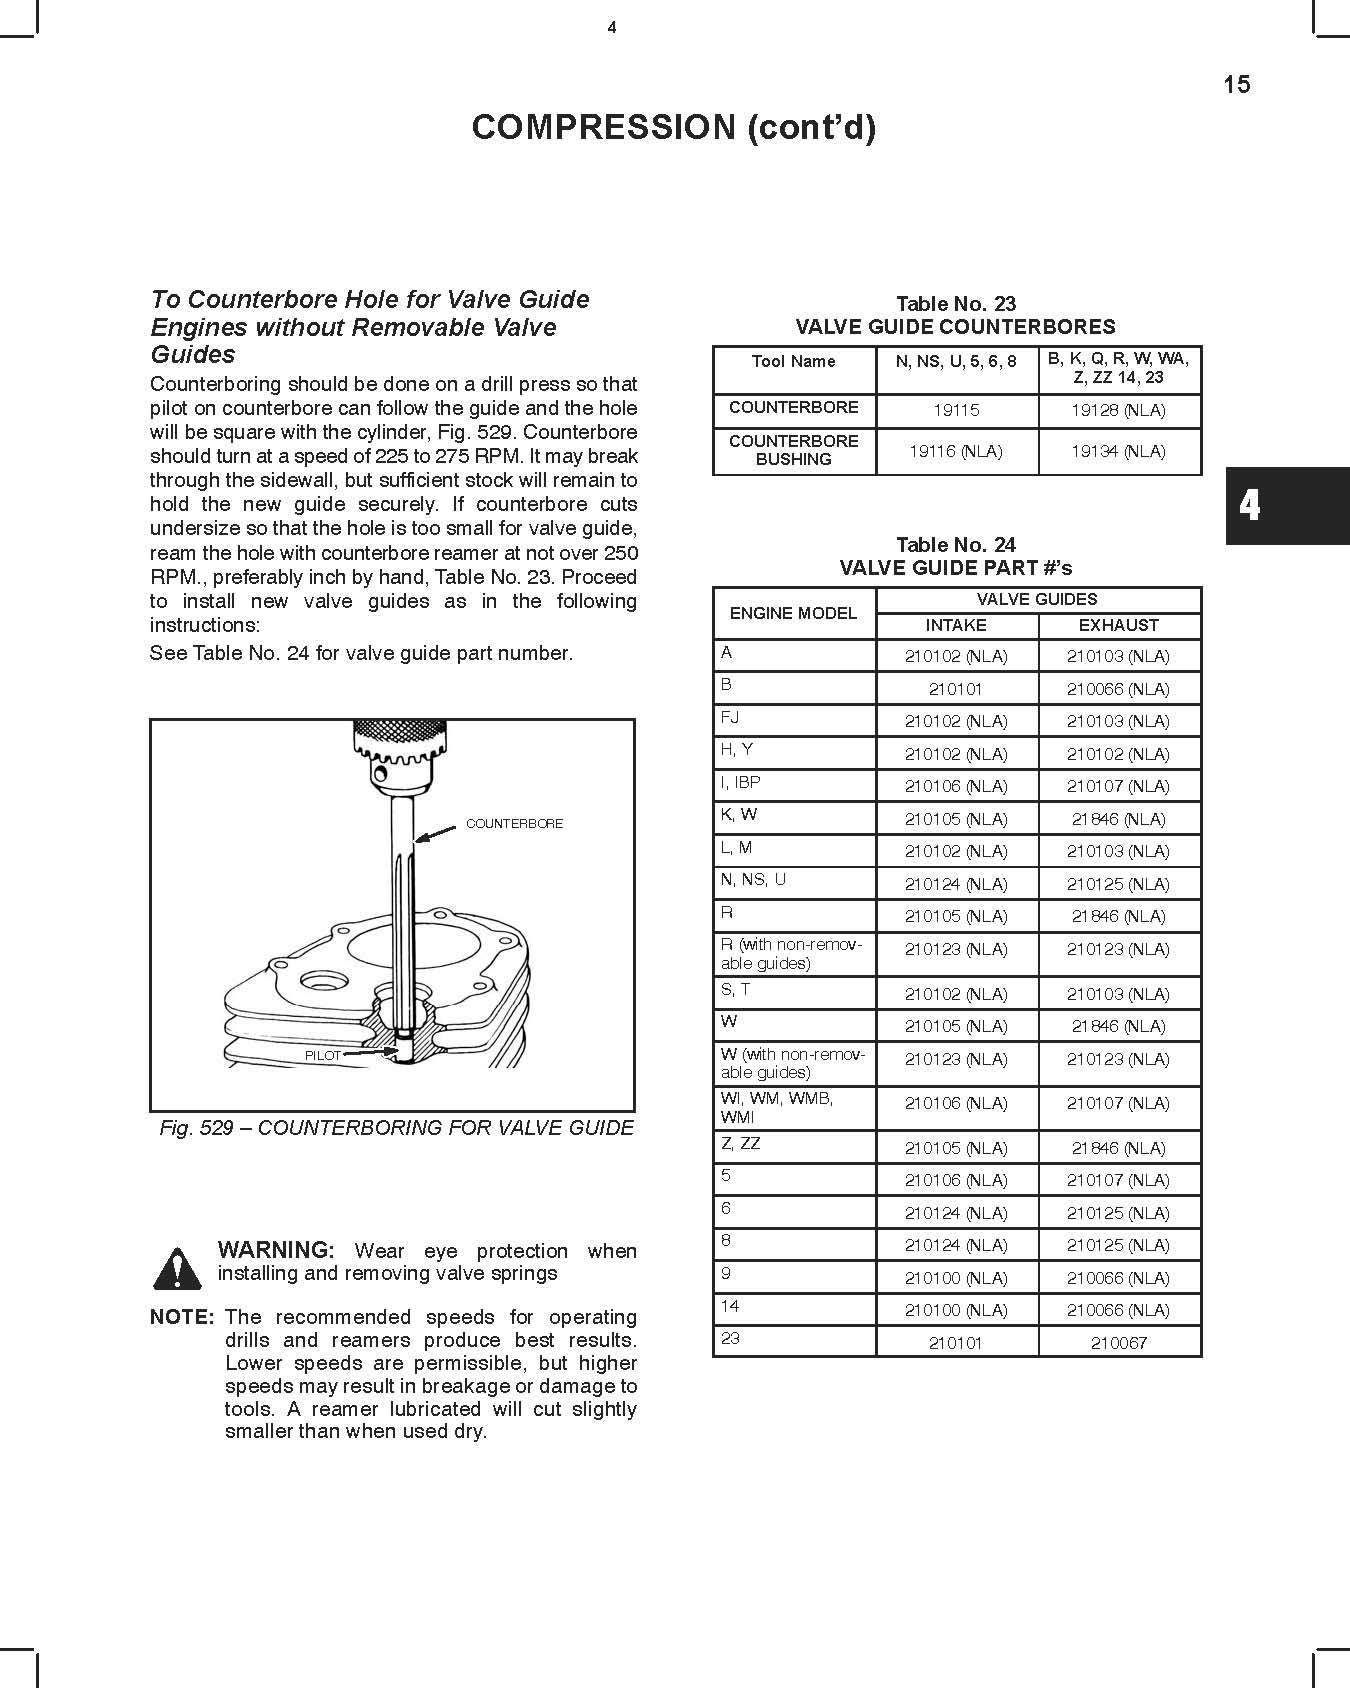 4
15
COMPRESSION (cont’d)
To Counterbore Hole for Valve Guide
Engines without Removable Valve
Guides
Counterboring should be done on a drill press so that
pilot on counterbore can follow the guide and the hole
will be square with the cylinder, Fig. 529. Counterbore
should turn at a speed of 225 to 275 RPM. It may break
through the sidewall, but sufficient stock will remain to
hold the new guide securely. If counterbore cuts
undersize so that the hole is too small for valve guide,
ream the hole with counterbore reamer at not over 250
RPM., preferably inch by hand, Table No. 23. Proceed
to install new valve guides as in the following
instructions:
See Table No. 24 for valve guide part number.
COUNTERBORE
PILOT
Fig. 529 – COUNTERBORING FOR VALVE GUIDE
WARNING: Wear eye protection when
installing and removing valve springs
NOTE: The recommended speeds for operating
drills and reamers produce best results.
Lower speeds are permissible, but higher
speeds may result in breakage or damage to
tools. A reamer lubricated will cut slightly
smaller than when used dry.
Table No. 23
VALVE GUIDE COUNTERBORES
Tool Name N, NS, U, 5, 6, 8 B, K, Q, R, W, WA,
Z, ZZ 14, 23
COUNTERBORE 19115 19128 (NLA)
COUNTERBORE
BUSHING 19116 (NLA) 19134 (NLA)
4
Table No. 24
VALVE GUIDE PART #’s
ENGINE MODEL VALVE GUIDES
INTAKE EXHAUST
A 210102 (NLA) 210103 (NLA)
B 210101 210066 (NLA)
FJ 210102 (NLA) 210103 (NLA)
H, Y 210102 (NLA) 210102 (NLA)
I, IBP 210106 (NLA) 210107 (NLA)
K, W 210105 (NLA) 21846 (NLA)
L, M 210102 (NLA) 210103 (NLA)
N, NS, U 210124 (NLA) 210125 (NLA)
R 210105 (NLA) 21846 (NLA)
R (with non-remov- 210123 (NLA) 210123 (NLA)
able guides)
S, T 210102 (NLA) 210103 (NLA)
W 210105 (NLA) 21846 (NLA)
W (with non-remov- 210123 (NLA) 210123 (NLA)
able guides)
WI, WM, WMB, 210106 (NLA) 210107 (NLA)
WMI
Z, ZZ 210105 (NLA) 21846 (NLA)
5 210106 (NLA) 210107 (NLA)
6 210124 (NLA) 210125 (NLA)
8 210124 (NLA) 210125 (NLA)
9 210100 (NLA) 210066 (NLA)
14 210100 (NLA) 210066 (NLA)
23 210101 210067